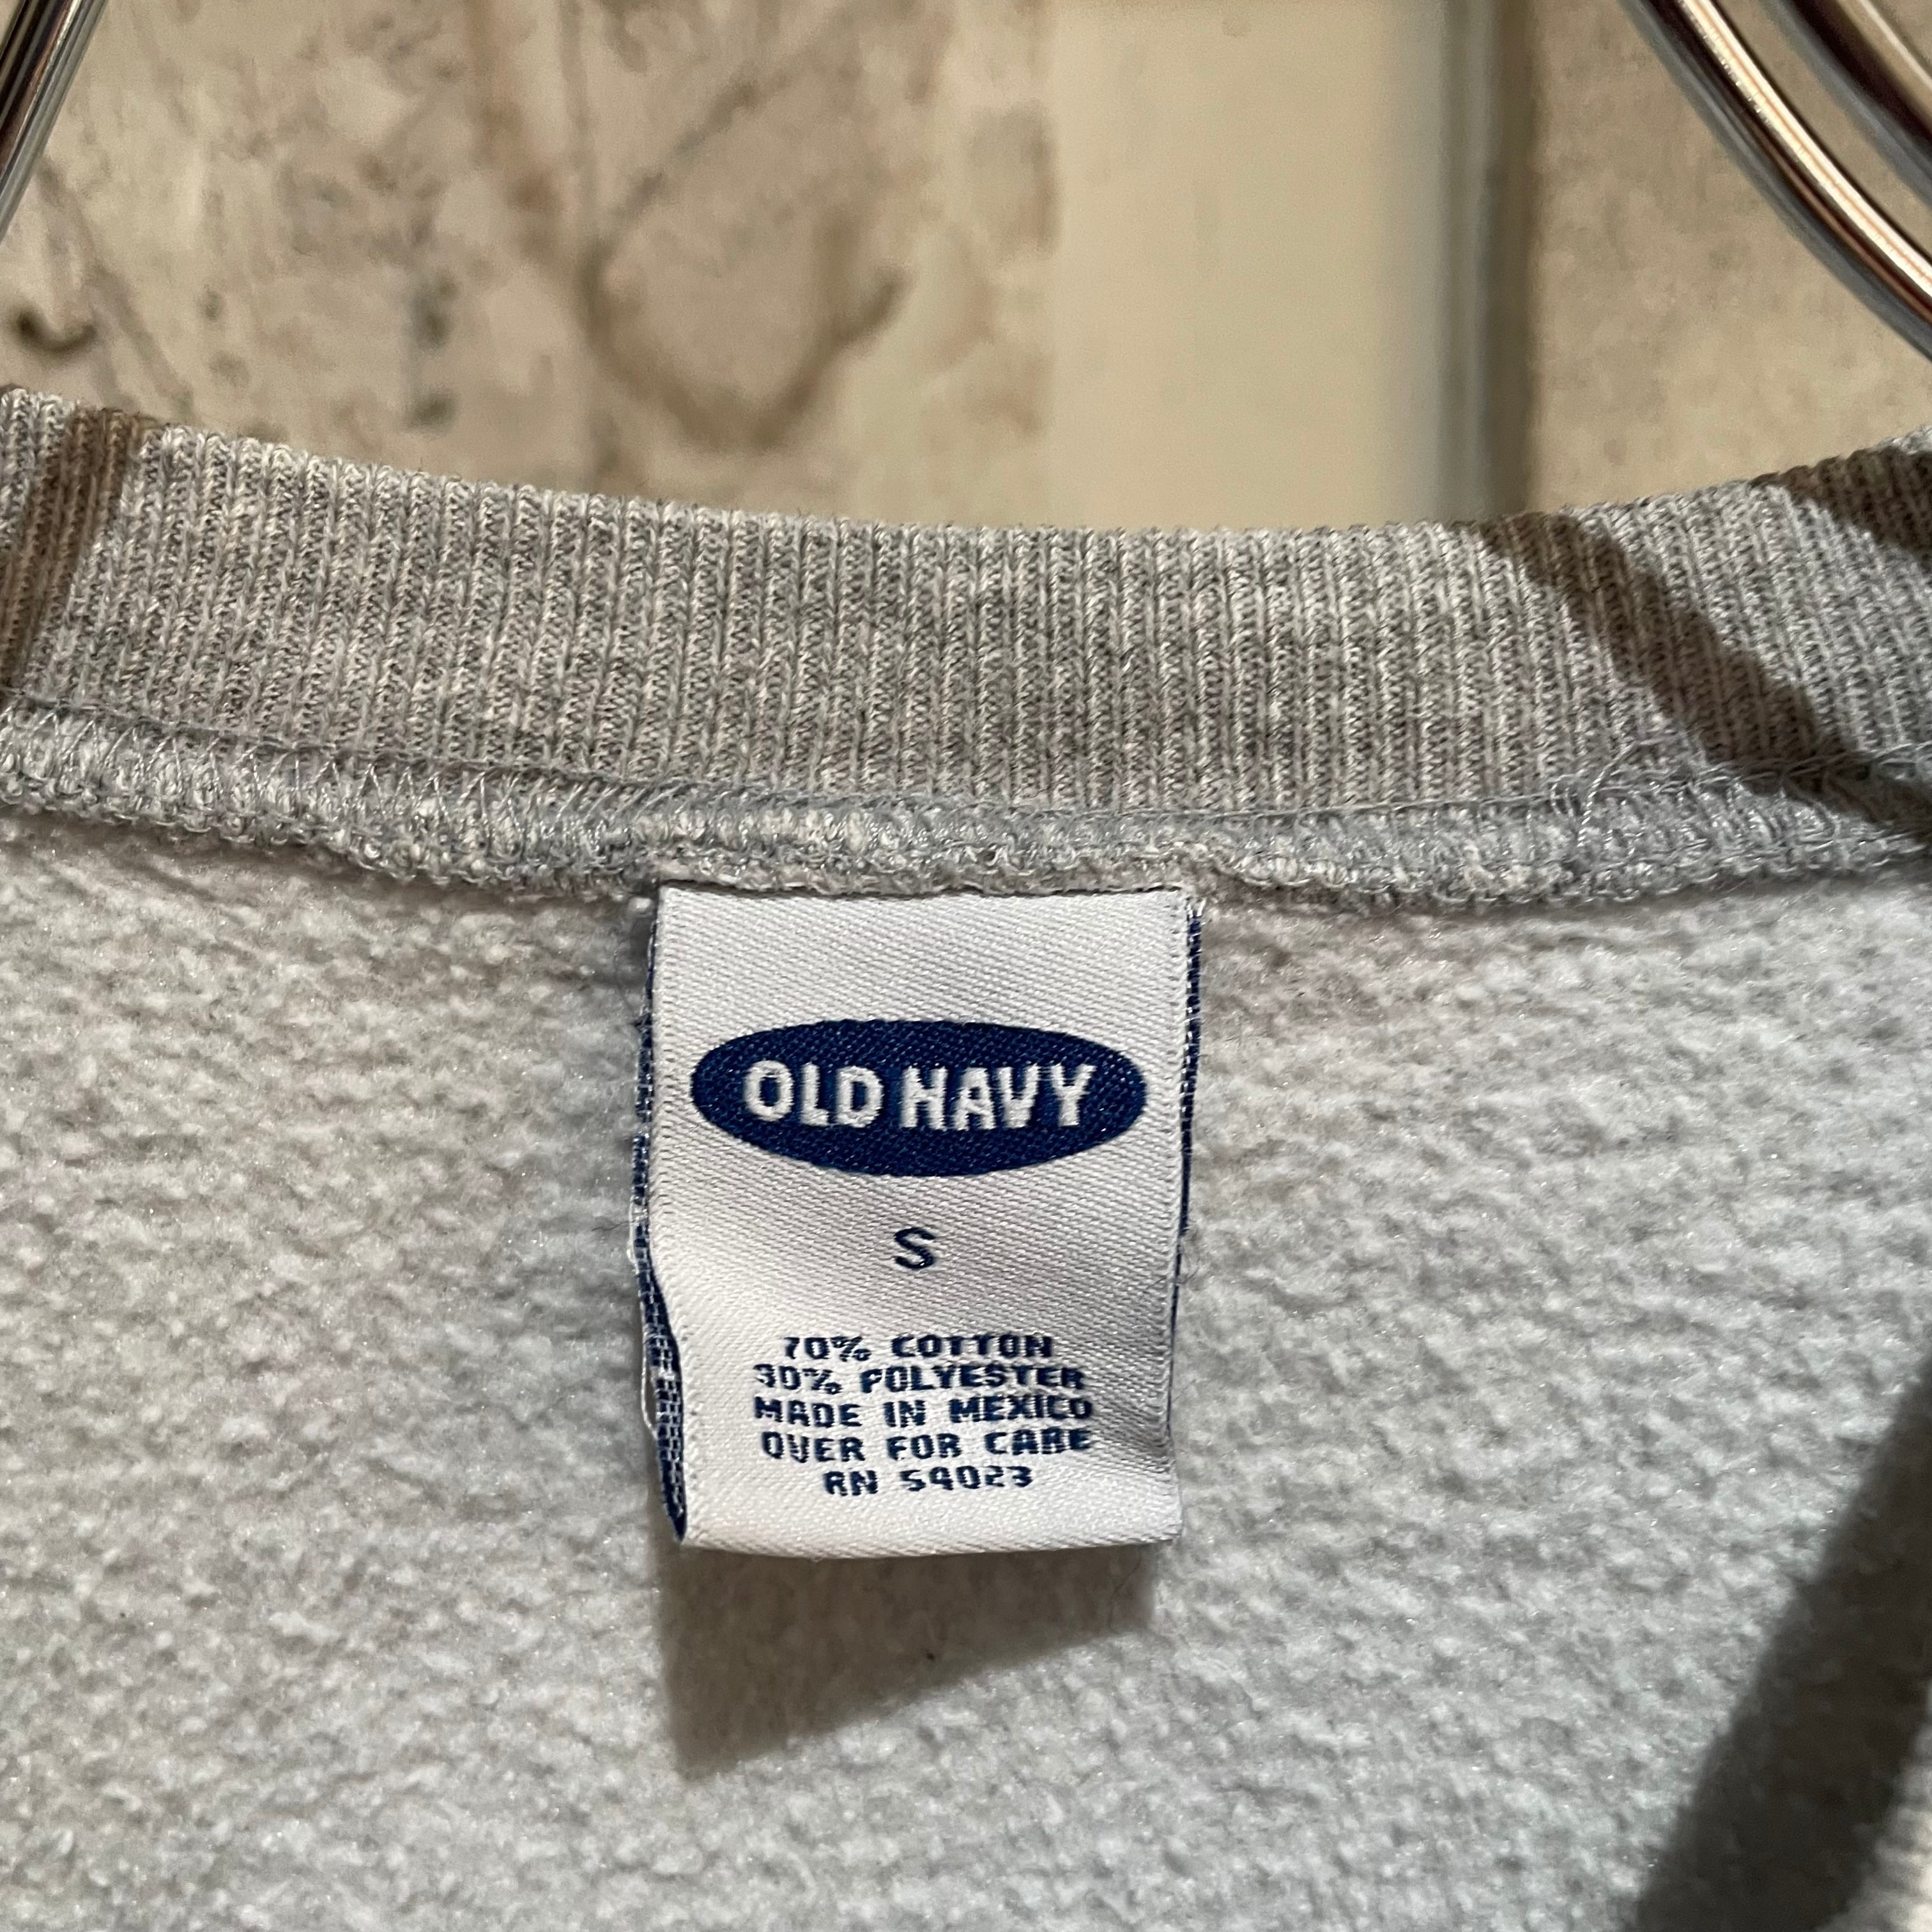 OLD NAVY
S
70% COTTON
30% POLYESTER
MADE IN MEXICO
OVER FOR CARE
RN 54023